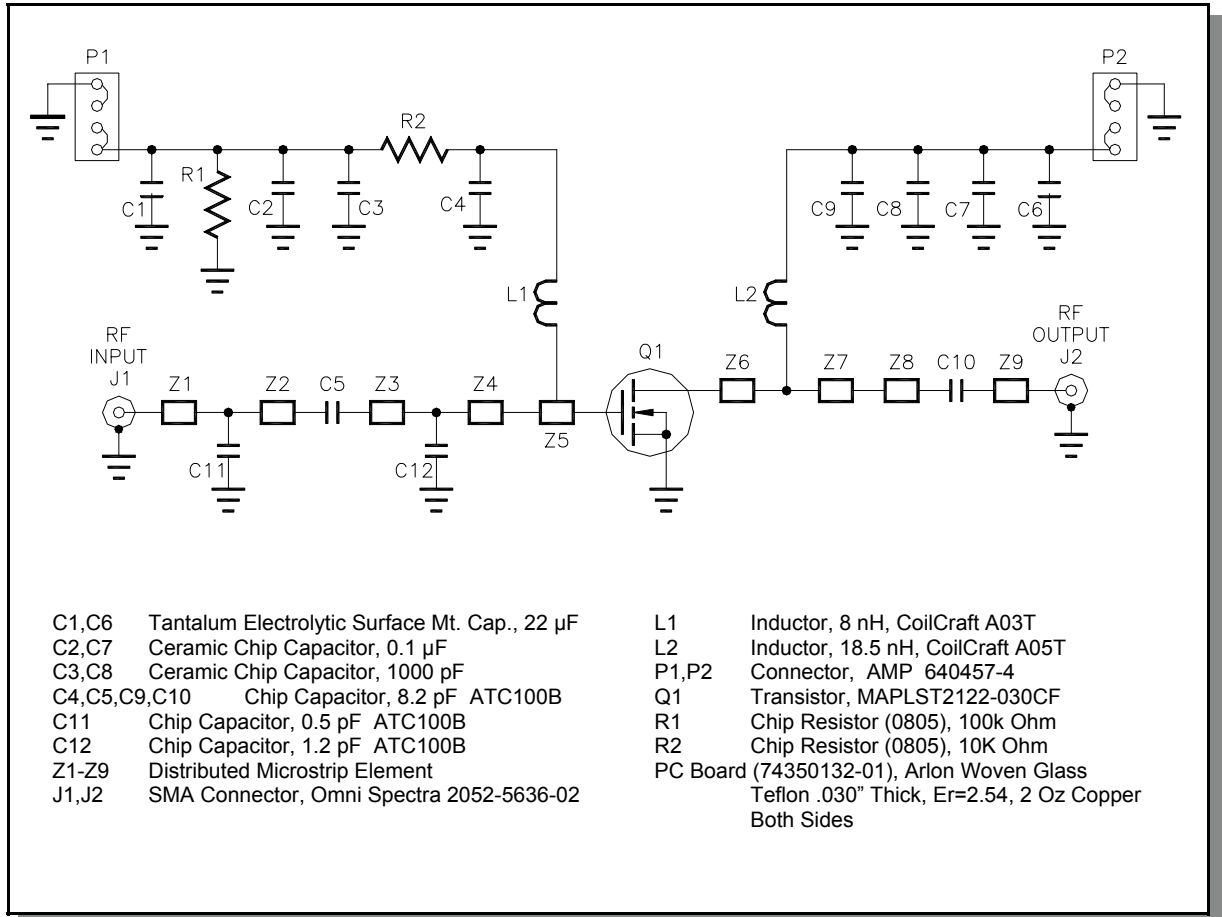 P1
P2
R2
R1
C1
C2
C3
C4
C9
C8
C7
C6
L1
L2
RF
INPUT
J1
RF
OUTPUT
J2
Z1
Z2
C5
Z3
Z4
Z5
Q1
Z6
Z7
Z8
C10
Z9
C11
C12
C1,C6 Tantalum Electrolytic Surface Mt. Cap., 22 µF
C2,C7 Ceramic Chip Capacitor, 0.1 µF
C3,C8 Ceramic Chip Capacitor, 1000 pF
C4,C5,C9,C10 Chip Capacitor, 8.2 pF ATC100B
C11 Chip Capacitor, 0.5 pF ATC100B
C12 Chip Capacitor, 1.2 pF ATC100B
Z1-Z9 Distributed Microstrip Element
J1,J2 SMA Connector, Omni Spectra 2052-5636-02
L1 Inductor, 8 nH, CoilCraft A03T
L2 Inductor, 18.5 nH, CoilCraft A05T
P1,P2 Connector, AMP 640457-4
Q1 Transistor, MAPLST2122-030CF
R1 Chip Resistor (0805), 100k Ohm
R2 Chip Resistor (0805), 10K Ohm
PC Board (74350132-01), Arlon Woven Glass
Teflon .030” Thick, Er=2.54, 2 Oz Copper
Both Sides